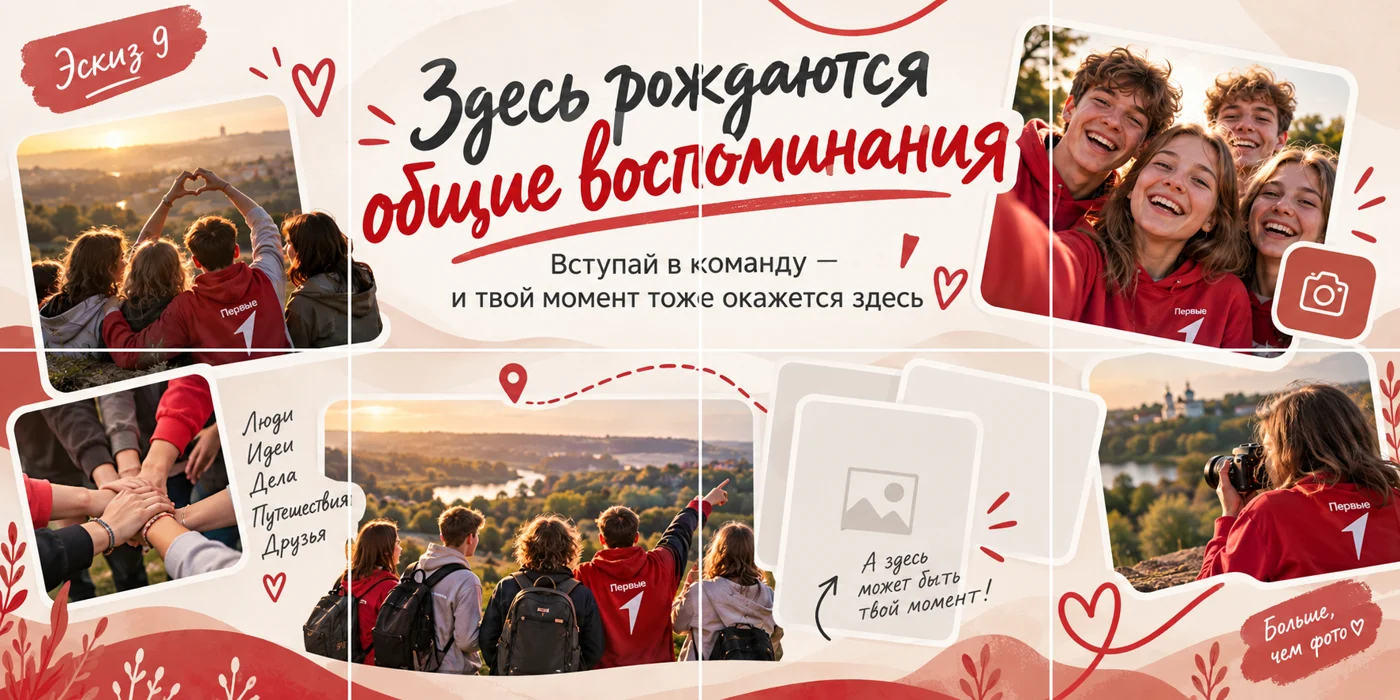 Эскиз 9
Здесь рождаются
общие воспоминания
Вступай в команду —
и твой момент тоже окажется здесь
Первые
Первые
Люди
Идеи
Дела
Путешествия
Друзья
Первые
А здесь
может быть
твой момент!
Первые
Больше,
чем фото